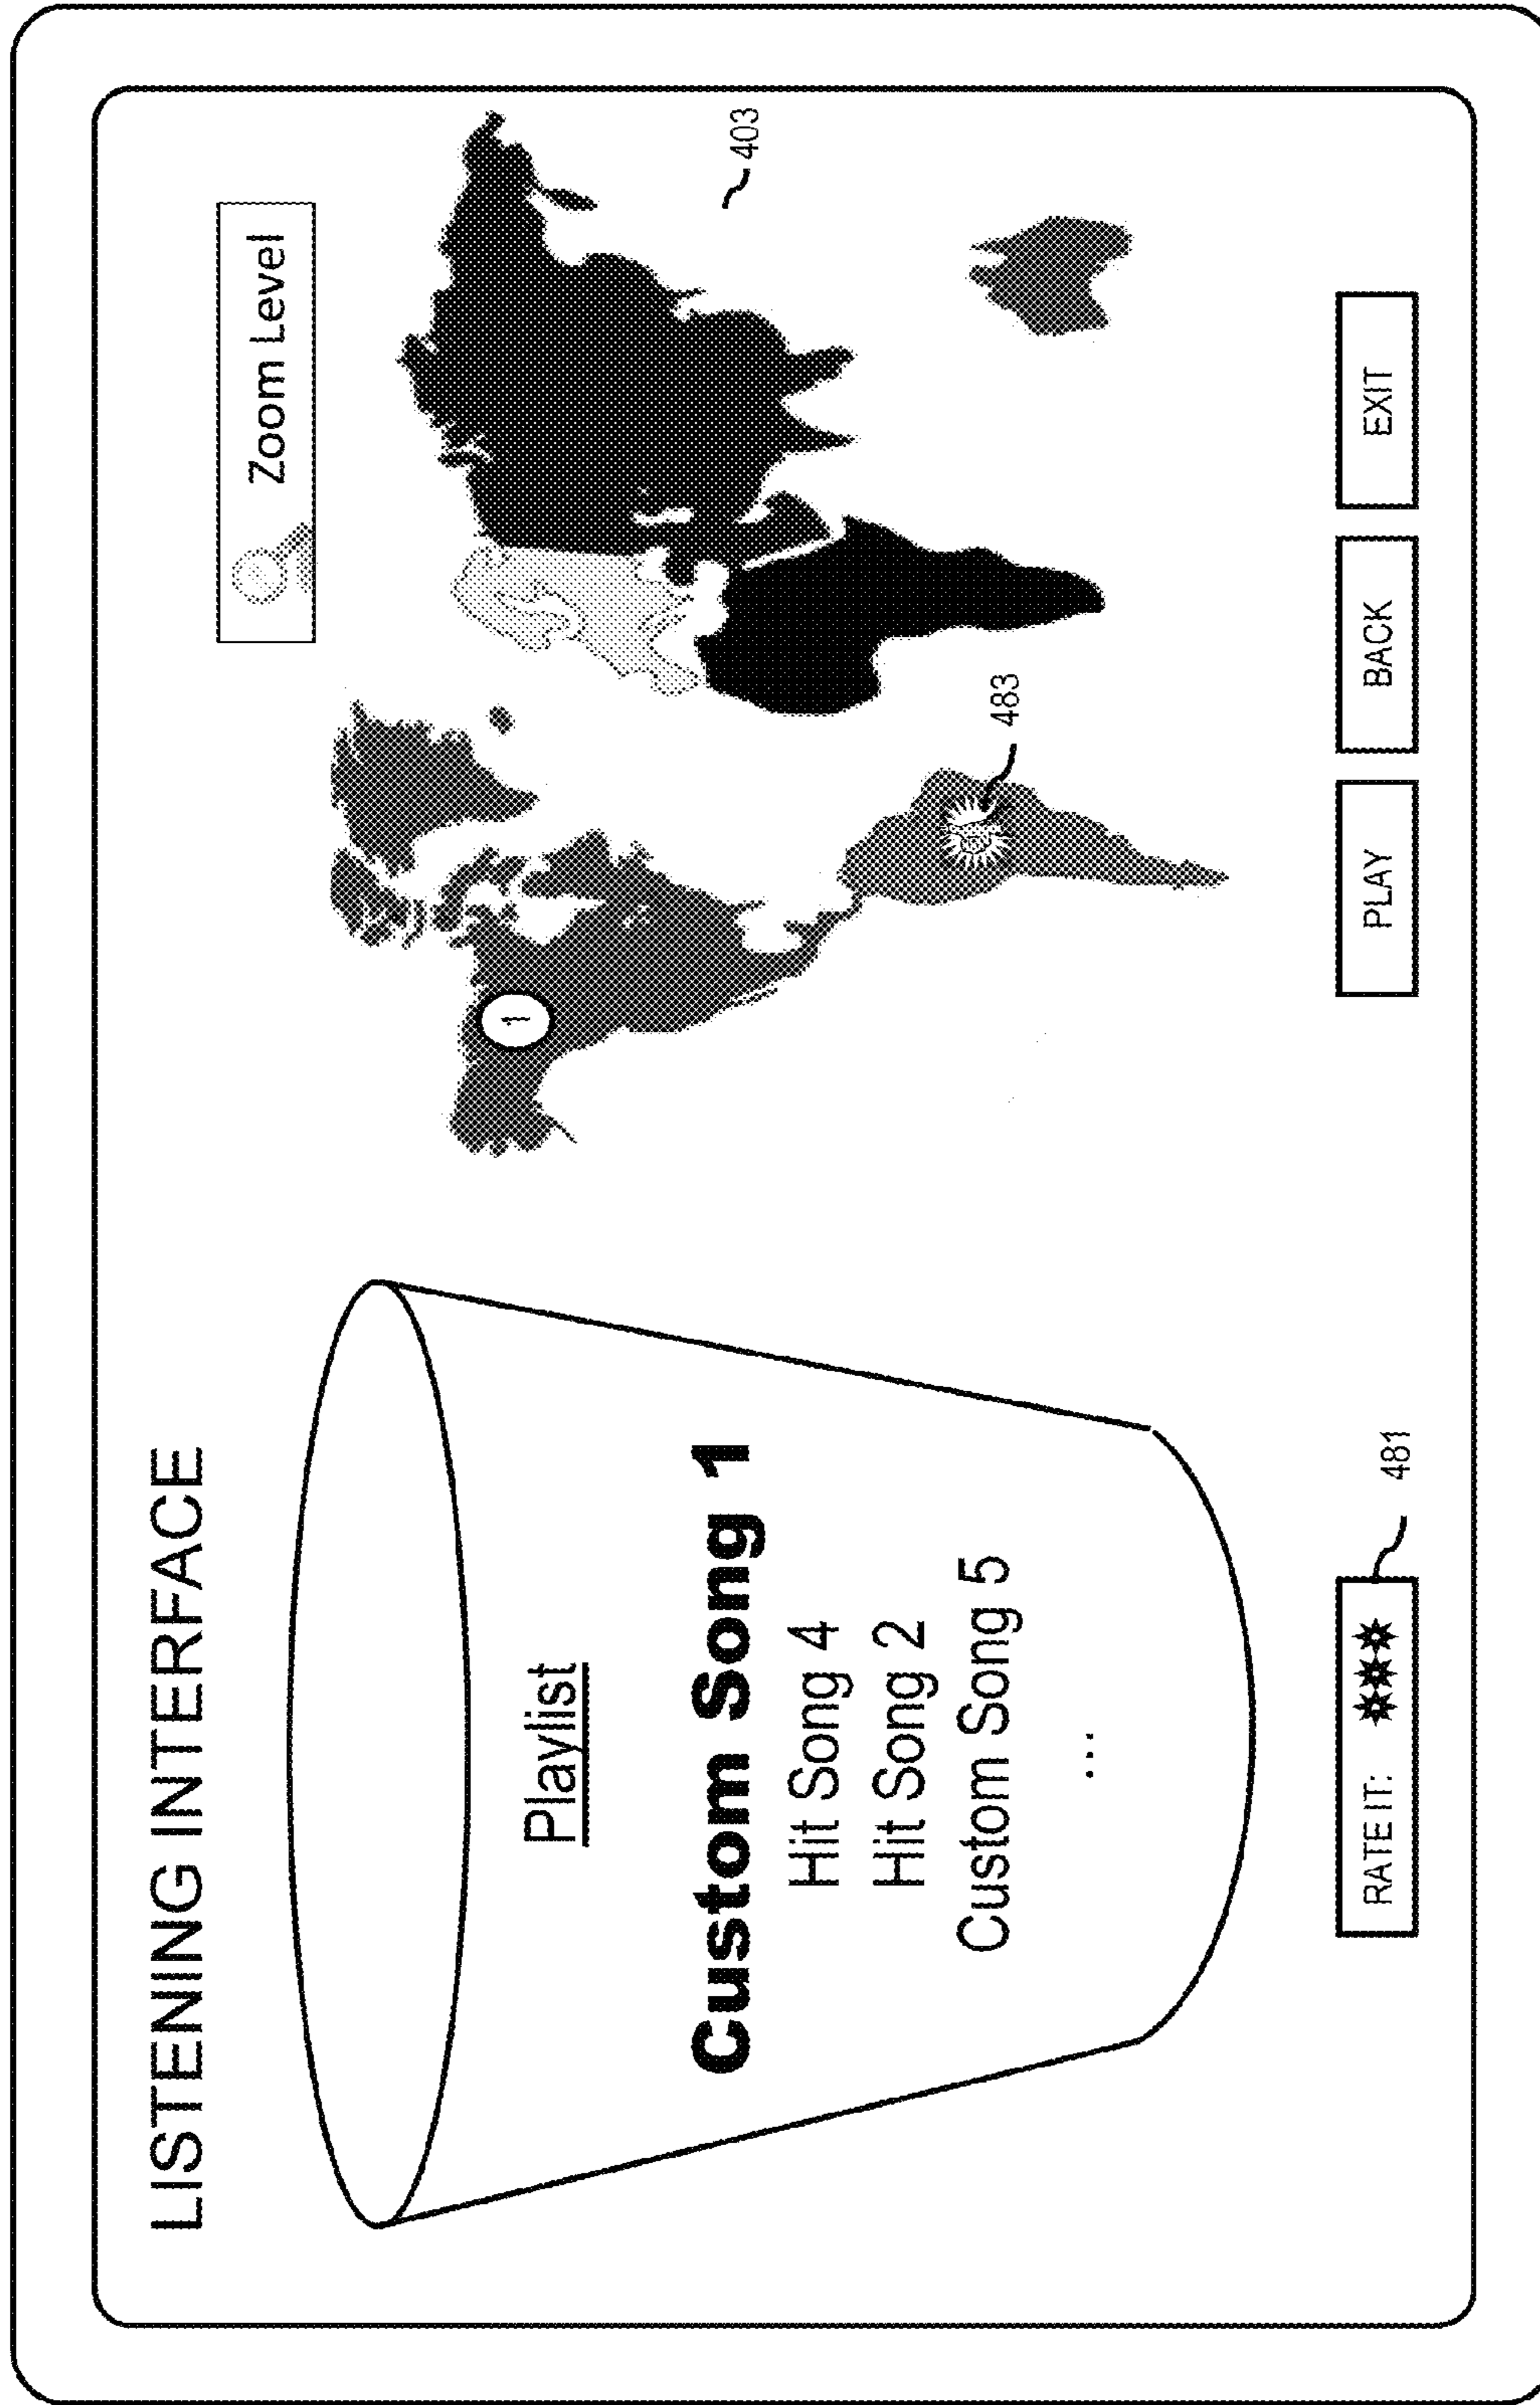 LISTENING INTERFACE
Playlist
Custom Song 1
Hit Song 4
Hit Song 2
Custom Song 5
...
RATE IT:
481
Zoom Level
403
1
483
PLAY
BACK
EXIT